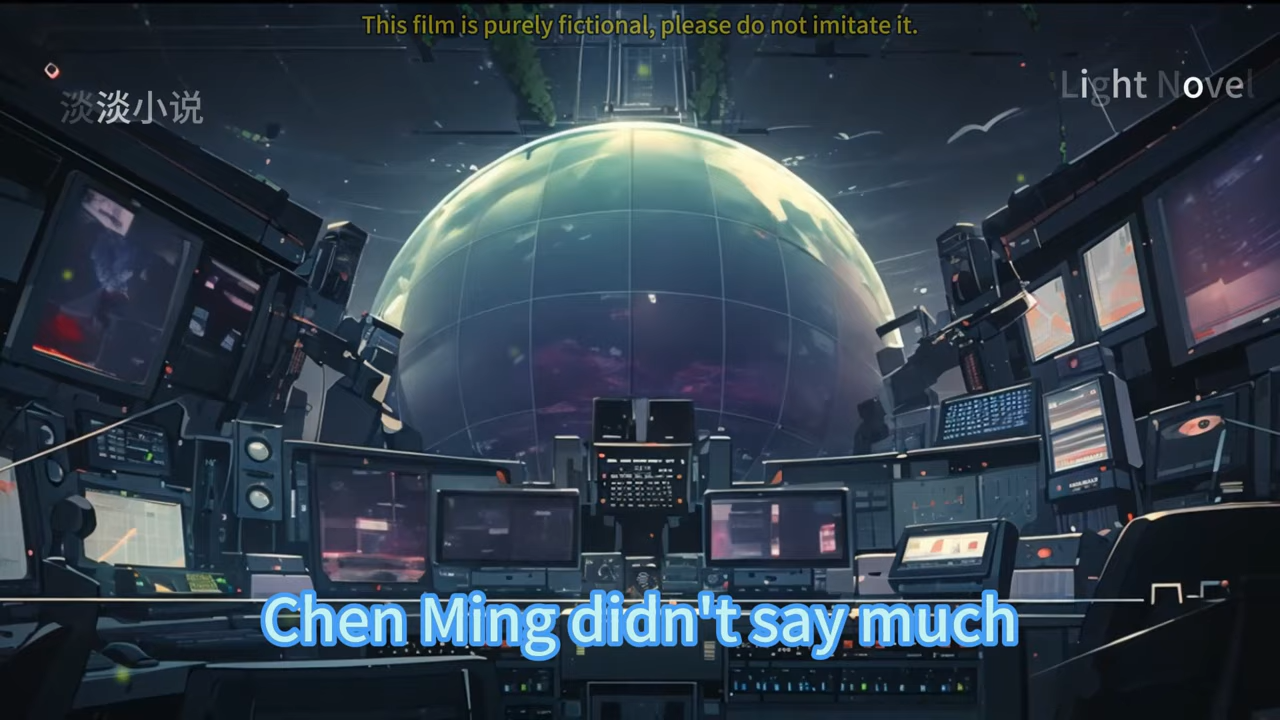 This film is purely fictional, please do not imitate it.
淡淡小说
Light Novel
Chen Ming didn't say much